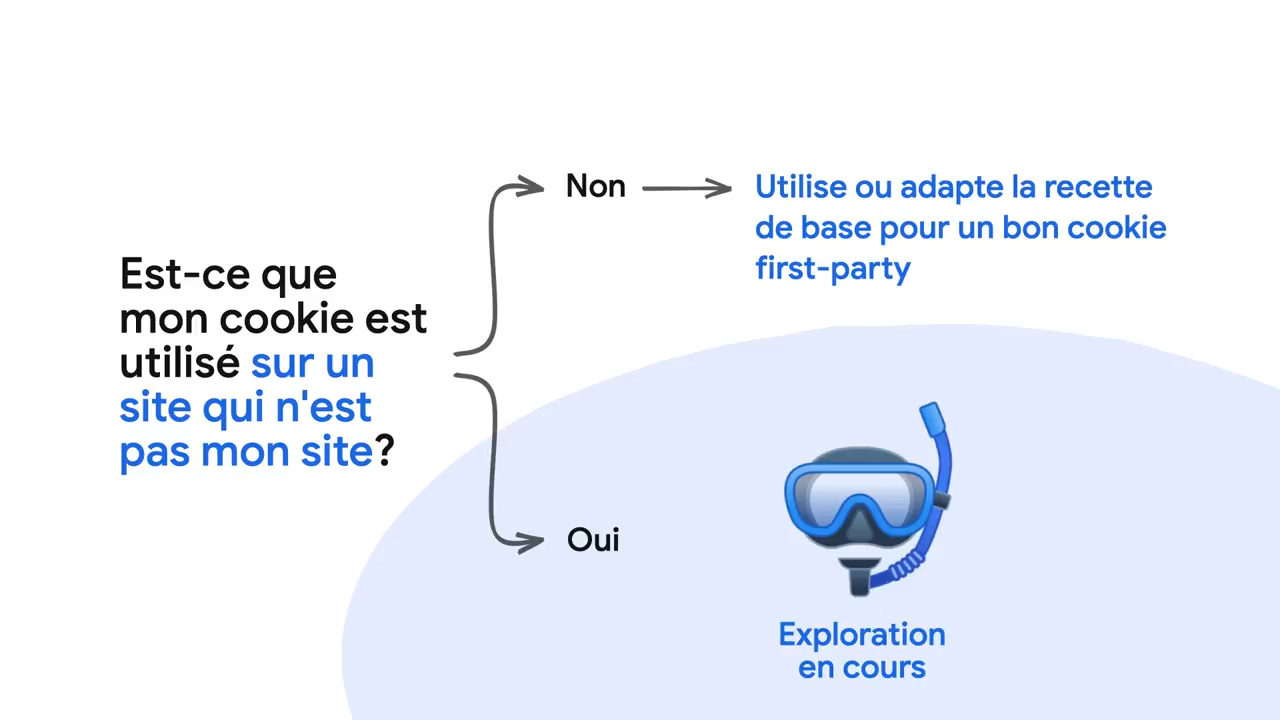 Est-ce que
mon cookie est
utilisé sur un
site qui n'est
pas mon site?
Non
Utilise ou adapte la recette
de base pour un bon cookie
first-party
Oui
Exploration
en cours